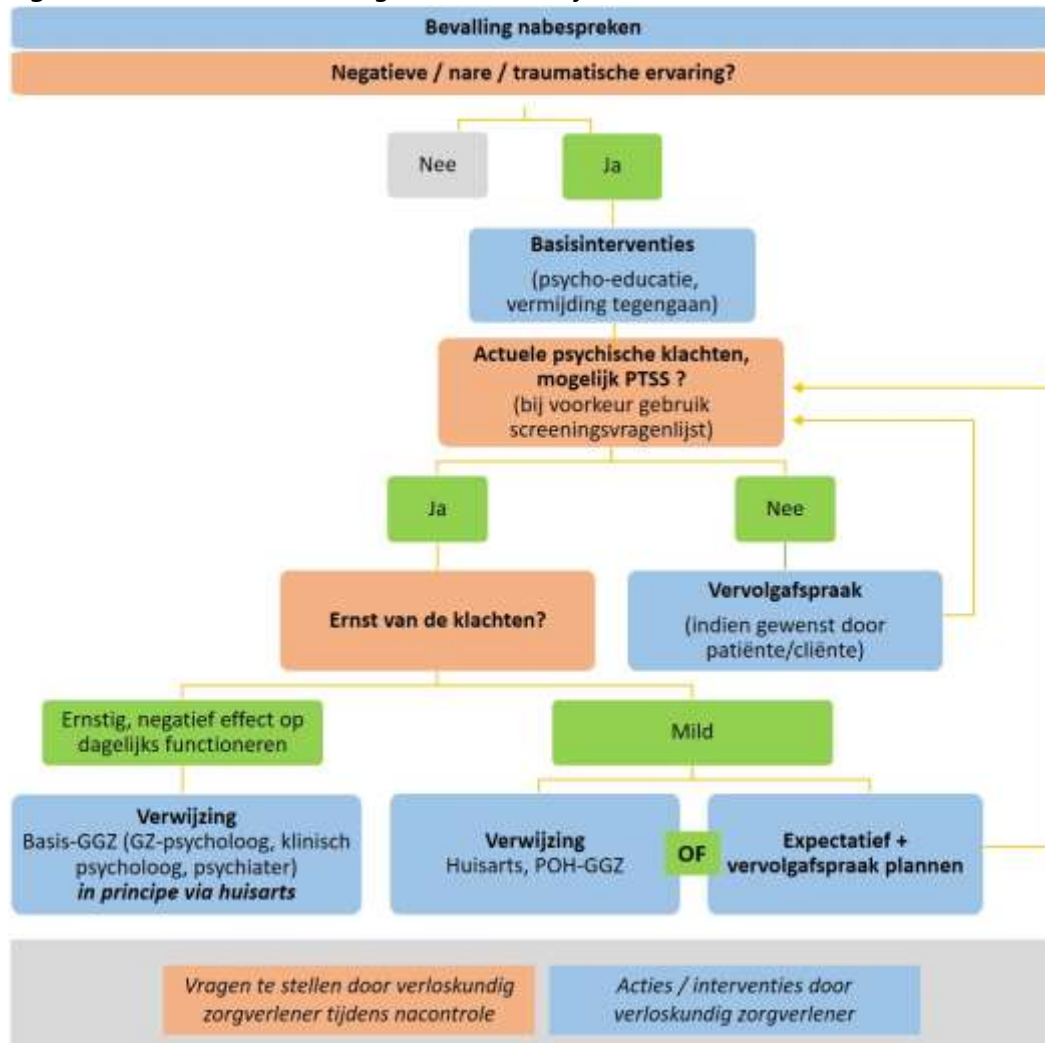 Bevalling nabespreken
Negatieve / nare / traumatische ervaring?
Nee
Ja
Basisinterventies
(psycho-educatie,
vermijding tegengaan)
Actuele psychische klachten,
mogelijk PTSS ?
(bij voorkeur gebruik
screeningsvragenlijst)
Ja
Nee
Ernst van de klachten?
Vervolgafspraak
(indien gewenst door
patiënte/cliënte)
Ernstig, negatief effect op
dagelijks functioneren
Mild
Verwijzing
Basis-GGZ (GZ-psycholoog, klinisch
psycholoog, psychiater)
in principe via huisarts
Verwijzing
Huisarts, POH-GGZ
OF
Expectatief +
vervolgafspraak plannen
Vragen te stellen door verloskundig
zorgverlener tijdens nacontrole
Acties / interventies door
verloskundig zorgverlener